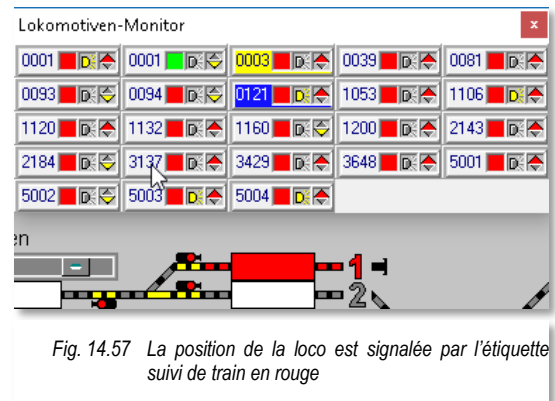 Lokomotiven-Monitor x
0001 D 0001 D 0003 D 0039 D 0081 D
0093 D 0094 D 0121 D 1053 D 1106 D
1120 D 1132 D 1160 D 1200 D 2143 D
2184 D 3137 D 3429 D 3648 D 5001 D
5002 D 5003 D 5004 D
en
1
2
Fig. 14.57 La position de la loco est signalée par l'étiquette
suivi de train en rouge